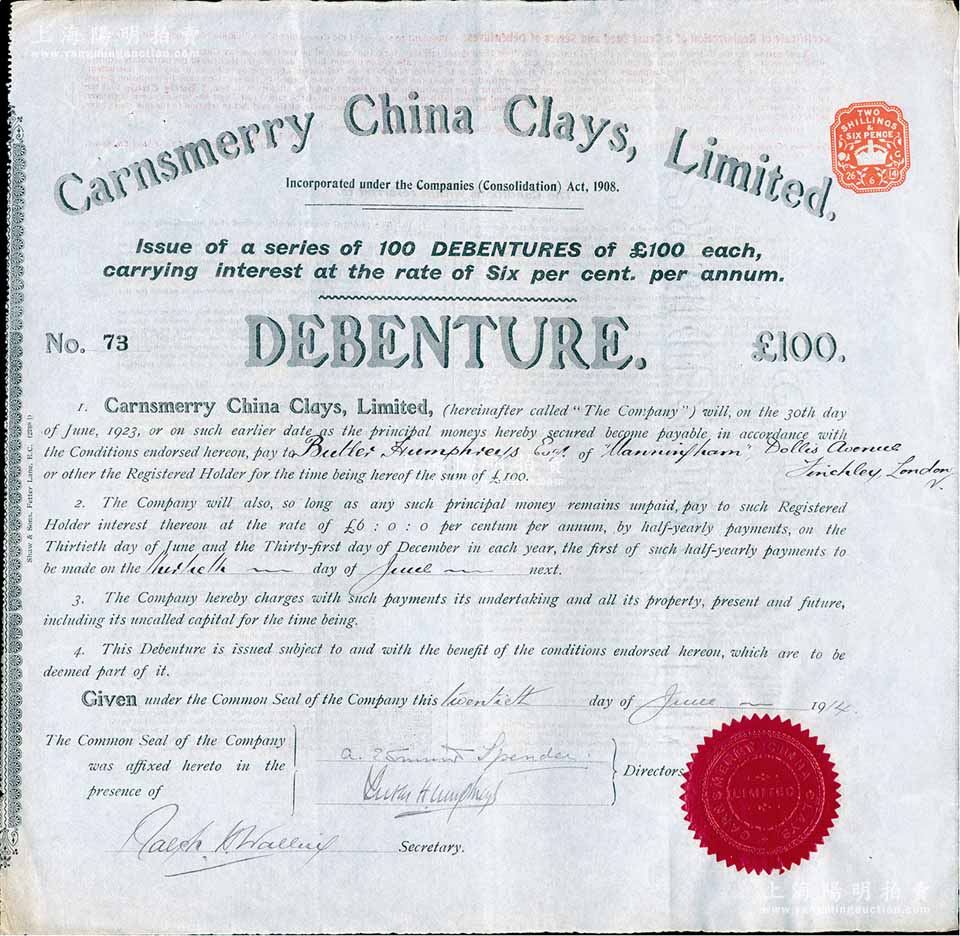 上海陽明拍賣
www.yangmingauction.com
Carnsmerry China Clays, Limited.
TWO
SHILLINGS
&
SIX PENCE
26 6 14
Incorporated under the Companies (Consolidation) Act, 1908.
Issue of a series of 100 DEBENTURES of £100 each,
carrying interest at the rate of Six per cent. per annum.
No. 73 DEBENTURE. £100.
1. Carnsmerry China Clays, Limited, (hereinafter called "The Company") will, on the 30th day
of June, 1923, or on such earlier date as the principal moneys hereby secured become payable in accordance with
the Conditions endorsed hereon, pay to Butler Humphreys Esq. of "Manningham" Dollis Avenue
Finchley, London N.
or other the Registered Holder for the time being hereof the sum of £100.
2. The Company will also, so long as any such principal money remains unpaid, pay to such Registered
Holder interest thereon at the rate of £6 : 0 : 0 per centum per annum, by half-yearly payments, on the
Thirtieth day of June and the Thirty-first day of December in each year, the first of such half-yearly payments to
be made on the thirtieth day of June next.
3. The Company hereby charges with such payments its undertaking and all its property, present and future,
including its uncalled capital for the time being.
4. This Debenture is issued subject to and with the benefit of the conditions endorsed hereon, which are to be
deemed part of it.
Given under the Common Seal of the Company this twentieth day of June 1914.
The Common Seal of the Company
was affixed hereto in the
presence of
Spender
Humphreys
Directors
Ralph Secretary.
CARNSMERRY CHINA CLAYS
LIMITED
Shaw & Sons, Fetter Lane, E.C.
上海陽明拍賣
www.yangmingauction.com